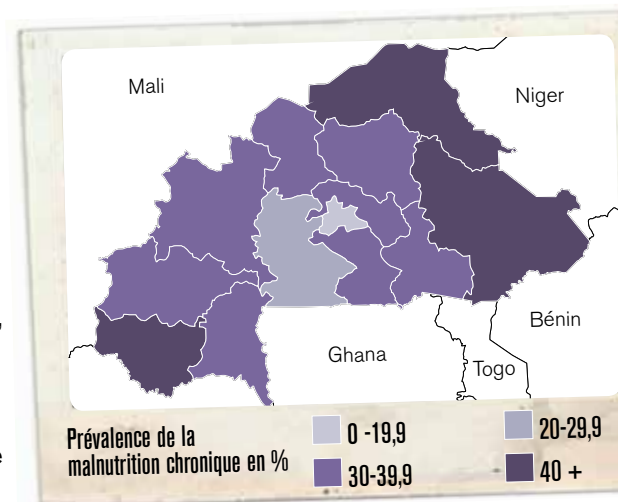 Mali
Niger
Bénin
Ghana
Togo
Prévalence de la
malnutrition chronique en %
0 -19,9
20-29,9
30-39,9
40 +